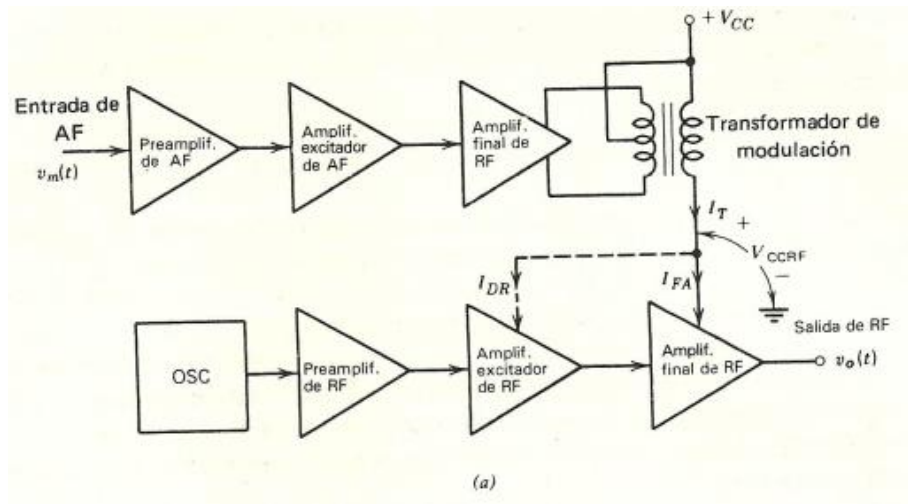 + V_CC
Entrada de
AF
v_m(t)
Preamplif.
de AF
Amplif.
excitador
de AF
Amplif.
final de
RF
Transformador de
modulación
I_T
+
V_CCRF
−
I_DR
I_FA
OSC
Preamplif.
de RF
Amplif.
excitador
de RF
Amplif.
final de RF
Salida de RF
v_o(t)
(a)